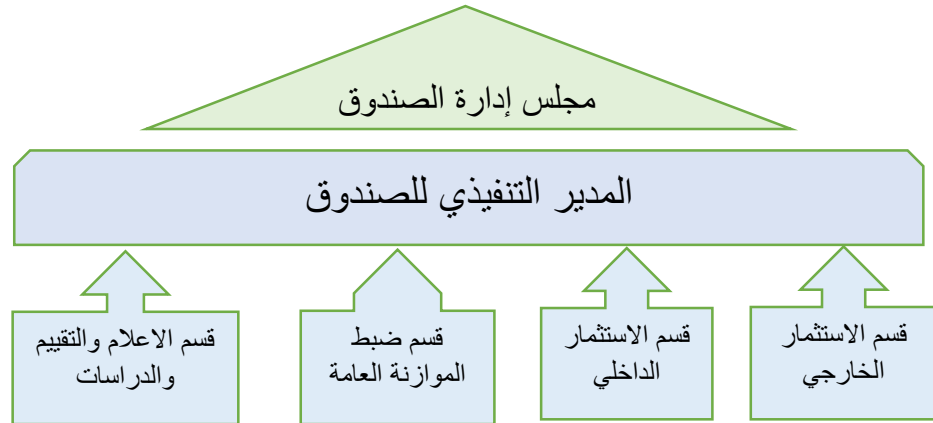 مجلس إدارة الصندوق
المدير التنفيذي للصندوق
قسم الاستثمار
الخارجي
قسم الاستثمار
الداخلي
قسم ضبط
الموازنة العامة
قسم الاعلام والتقييم
والدراسات